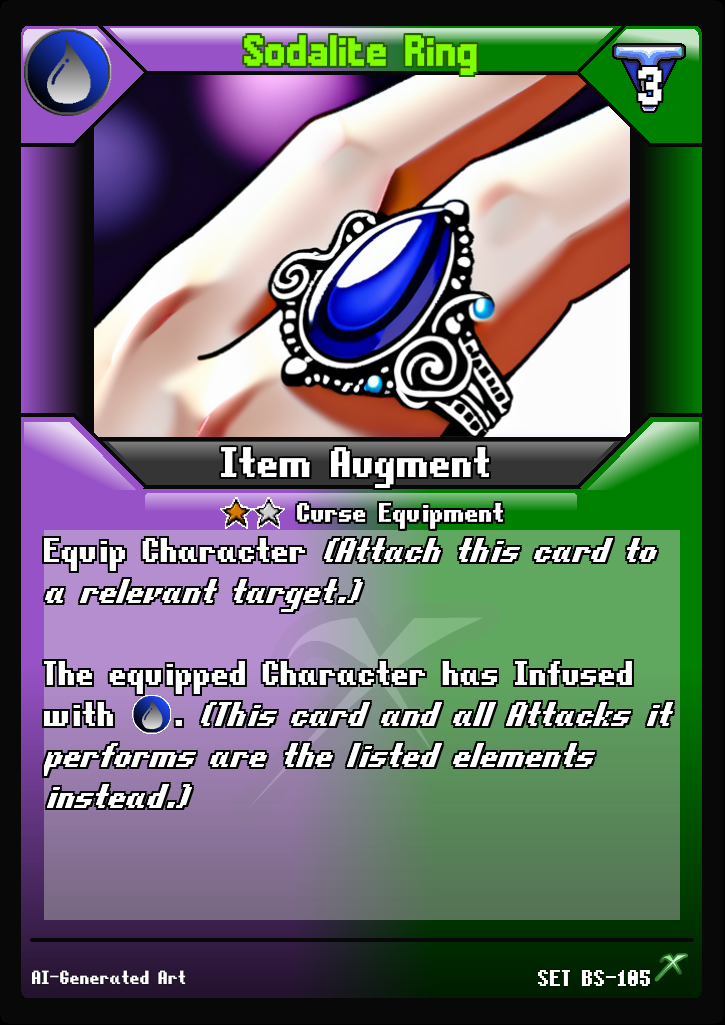 Sodalite Ring
3
Item Augment
Curse Equipment
Equip Character (Attach this card to
a relevant target.)
The equipped Character has Infused
with . (This card and all Attacks it
performs are the listed elements
instead.)
AI-Generated Art
SET BS-105